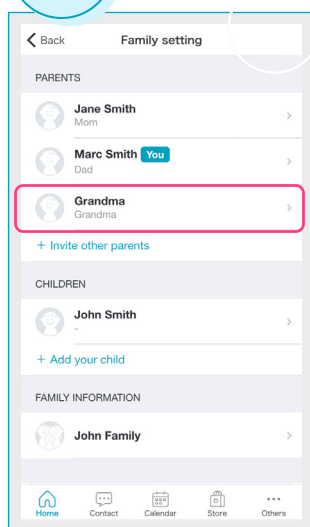 Back Family setting
PARENTS
Jane Smith
Mom
Marc Smith You
Dad
Grandma
Grandma
+ Invite other parents
CHILDREN
John Smith
-
+ Add your child
FAMILY INFORMATION
John Family
Home Contact Calendar Store Others